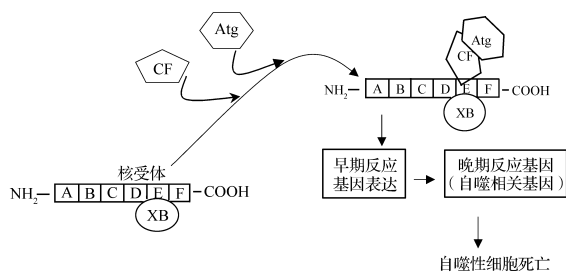 Atg
CF
Atg
CF
NH₂ A B C D E F COOH
XB
核受体
NH₂ A B C D E F COOH
XB
早期反应
基因表达
晚期反应基因
（自噬相关基因）
自噬性细胞死亡